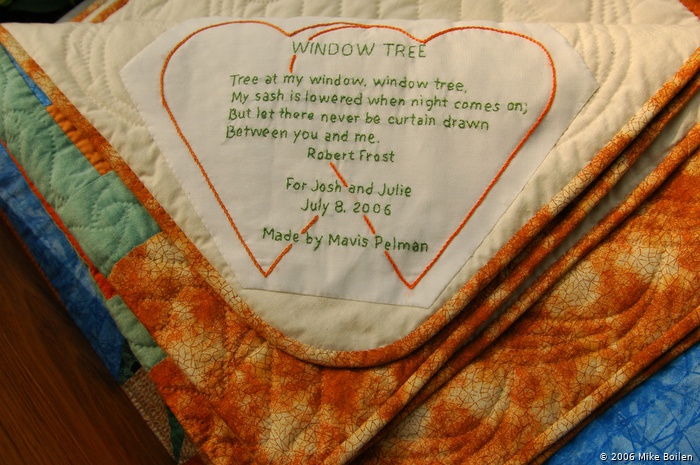 WINDOW TREE
Tree at my window, window tree,
My sash is lowered when night comes on;
But let there never be curtain drawn
Between you and me.
Robert Frost
For Josh and Julie
July 8, 2006
Made by Mavis Pelman
© 2006 Mike Boilen